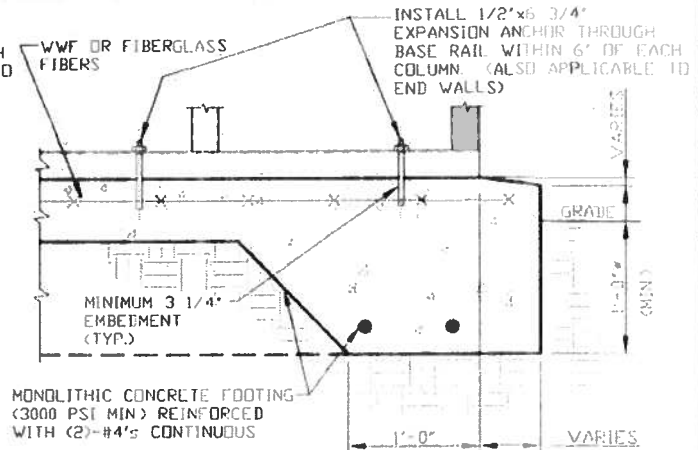 INSTALL 1/2"x6 3/4"
EXPANSION ANCHOR THROUGH
BASE RAIL WITHIN 6" OF EACH
COLUMN. (ALSO APPLICABLE TO
END WALLS)
H
O
WWF OR FIBERGLASS
FIBERS
VARIES
GRADE
(MIN)
MINIMUM 3 1/4"
EMBEDMENT
(TYP.)
MONOLITHIC CONCRETE FOOTING
(3000 PSI MIN) REINFORCED
WITH (2)-#4's CONTINUOUS
1'-0"
VARIES